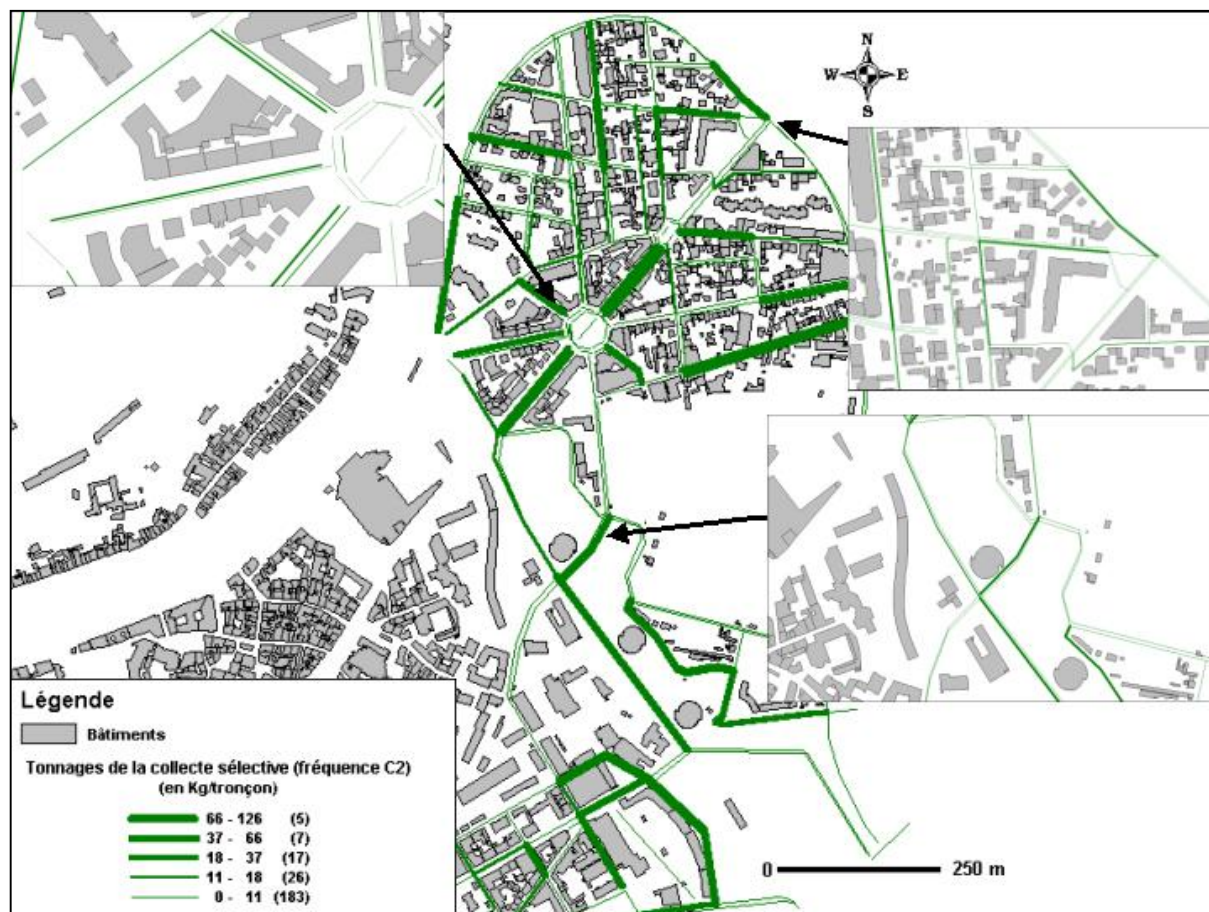 N
W E
S
Légende
Bâtiments
Tonnages de la collecte sélective (fréquence C2)
(en Kg/tronçon)
66 - 126 (5)
37 - 66 (7)
18 - 37 (17)
11 - 18 (26)
0 - 11 (183)
0 250 m